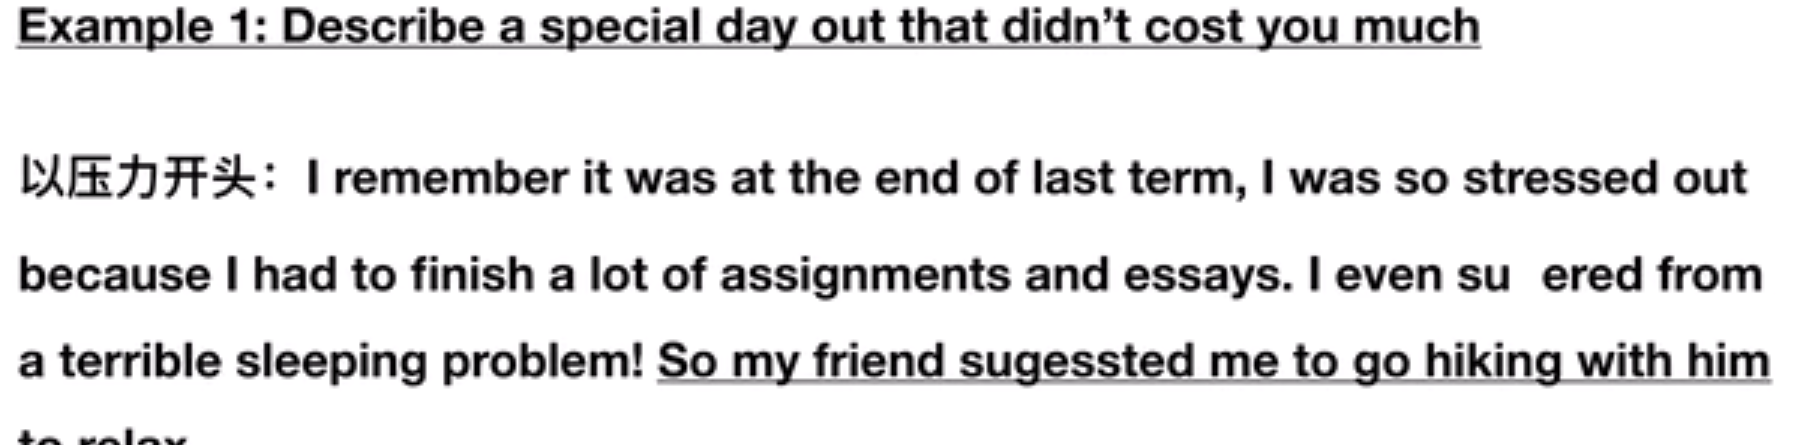 Example 1: Describe a special day out that didn’t cost you much
以压力开头：I remember it was at the end of last term, I was so stressed out
because I had to finish a lot of assignments and essays. I even su ered from
a terrible sleeping problem! So my friend sugessted me to go hiking with him
to relax